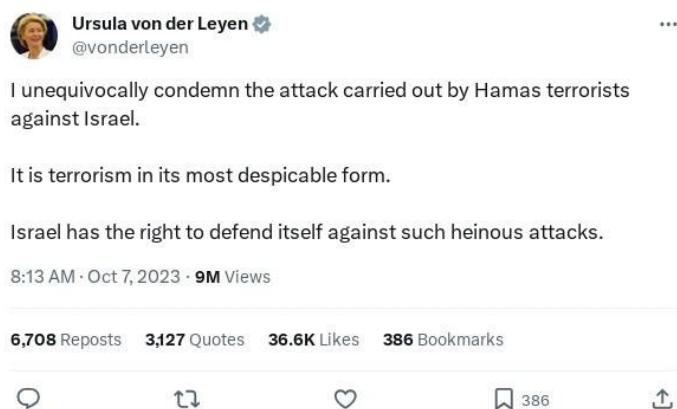 Ursula von der Leyen
@vonderleyen
I unequivocally condemn the attack carried out by Hamas terrorists
against Israel.
It is terrorism in its most despicable form.
Israel has the right to defend itself against such heinous attacks.
8:13 AM · Oct 7, 2023 · 9M Views
6,708 Reposts 3,127 Quotes 36.6K Likes 386 Bookmarks
386